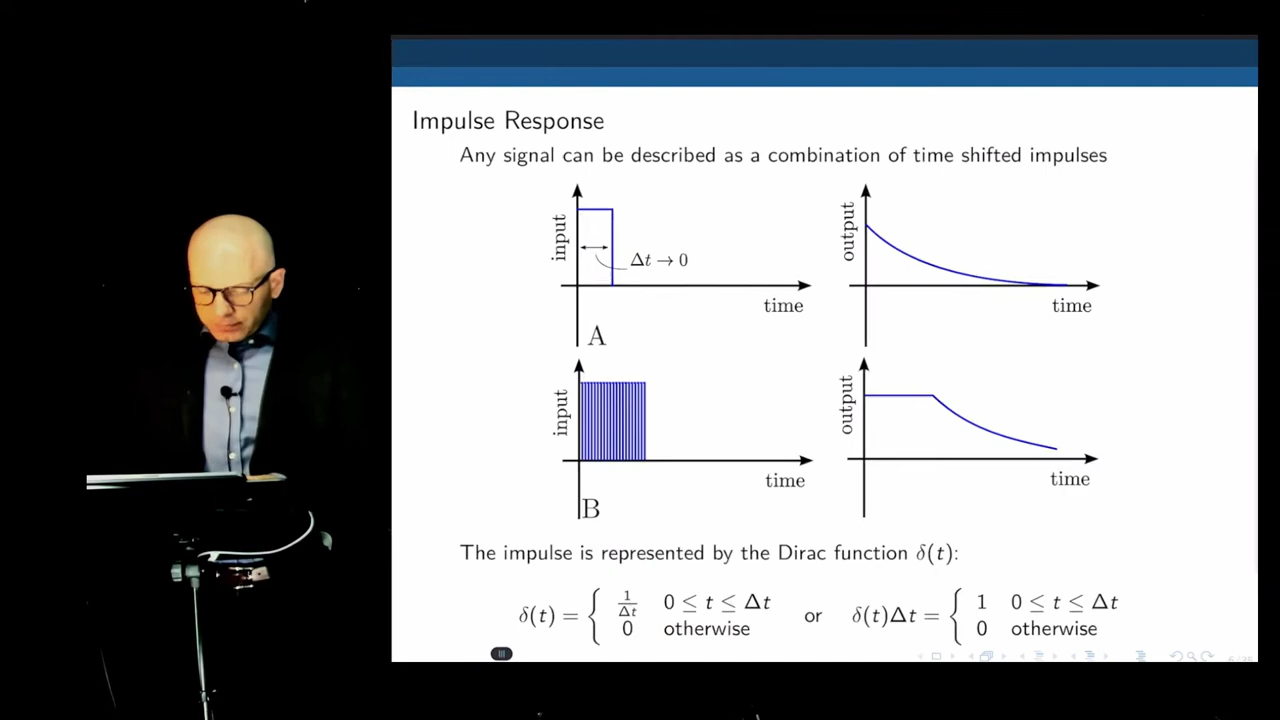 Impulse Response
Any signal can be described as a combination of time shifted impulses
input
Δt → 0
time
A
output
time
input
time
B
output
time
The impulse is represented by the Dirac function δ(t):
δ(t) = { 1/Δt 0 ≤ t ≤ Δt
0 otherwise
or
δ(t)Δt = { 1 0 ≤ t ≤ Δt
0 otherwise